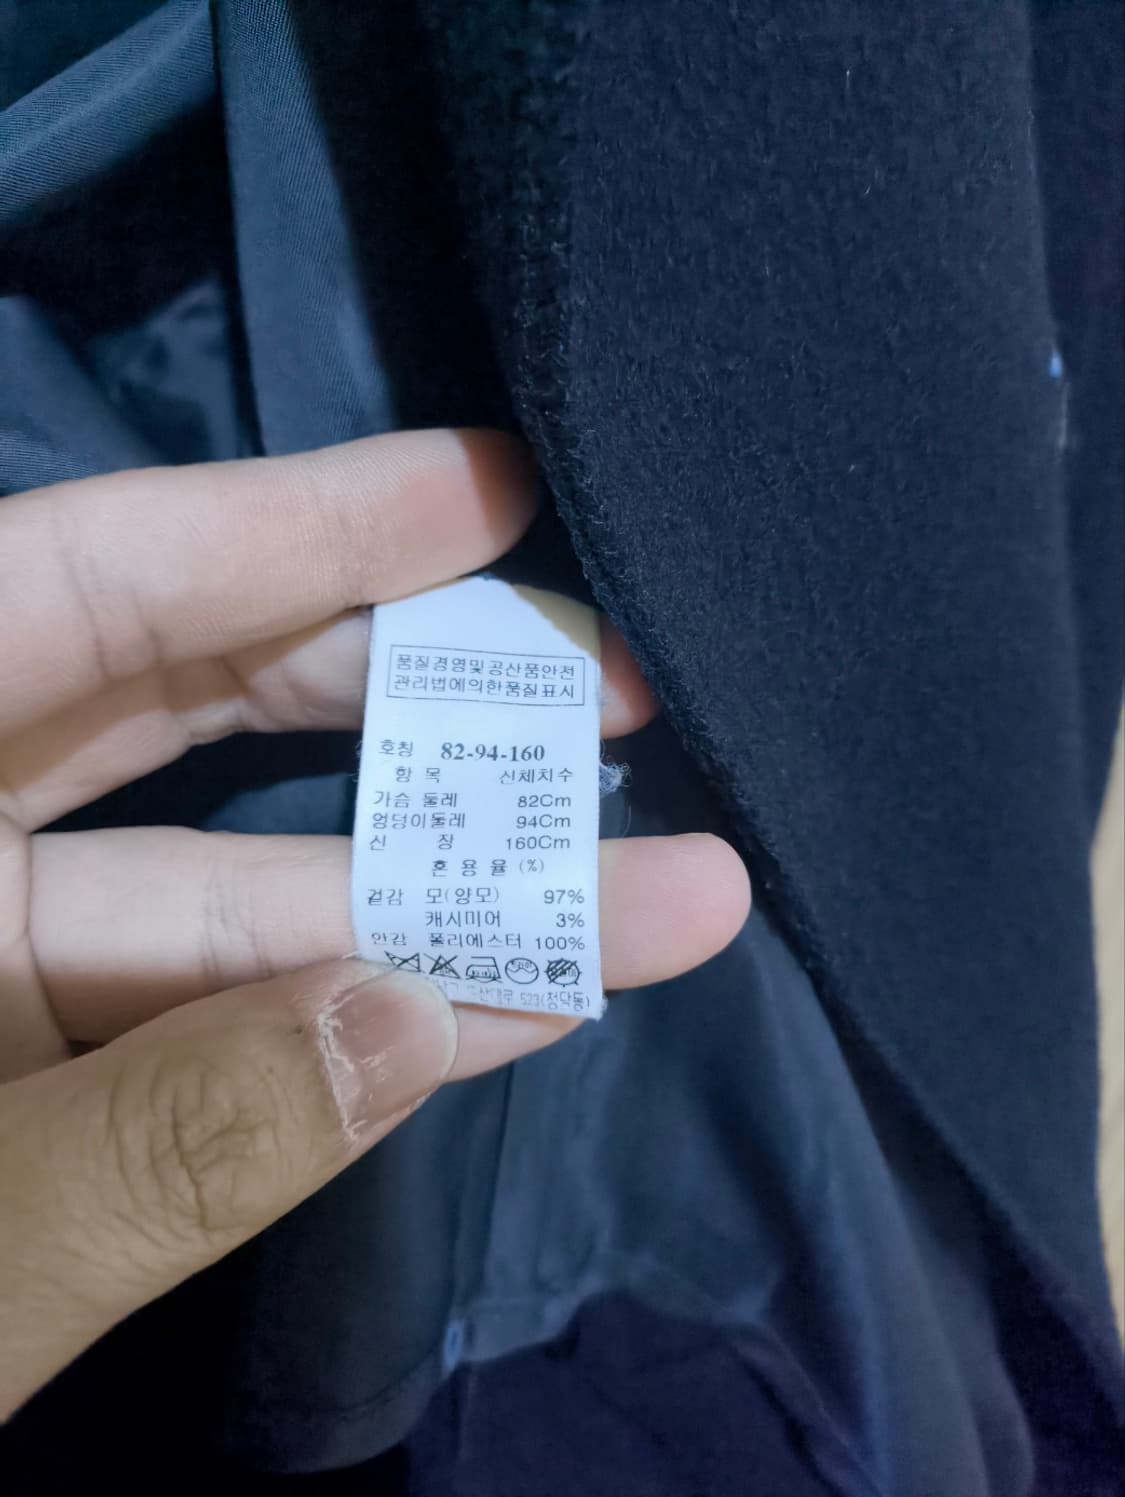 품질경영및공산품안전
관리법에의한품질표시
호칭 82-94-160
항 목 신체치수
가슴 둘레 82Cm
엉덩이둘레 94Cm
신 장 160Cm
혼 용 율 (%)
겉감 모(양모) 97%
캐시미어 3%
안감 폴리에스터 100%
523(청담동)